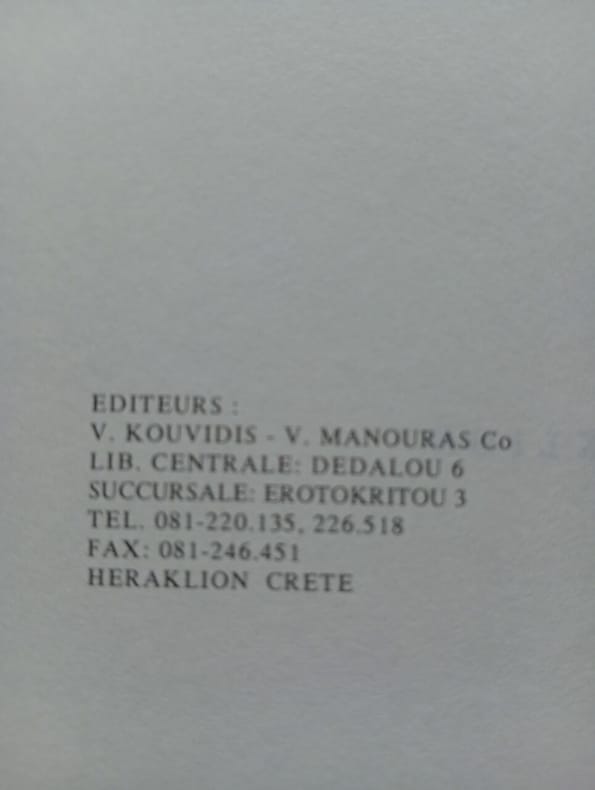 EDITEURS :
V. KOUVIDIS - V. MANOURAS Co
LIB. CENTRALE: DEDALOU 6
SUCCURSALE: EROTOKRITOU 3
TEL. 081-220.135, 226.518
FAX: 081-246.451
HERAKLION CRETE